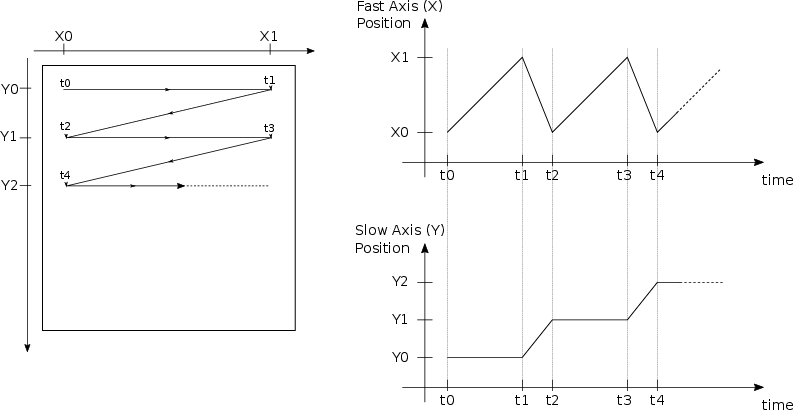 X0 X1
Y0
t0 t1
Y1
t2 t3
Y2
t4
Fast Axis (X)
Position
X1
X0
t0 t1 t2 t3 t4
time
Slow Axis (Y)
Position
Y2
Y1
Y0
t0 t1 t2 t3 t4
time